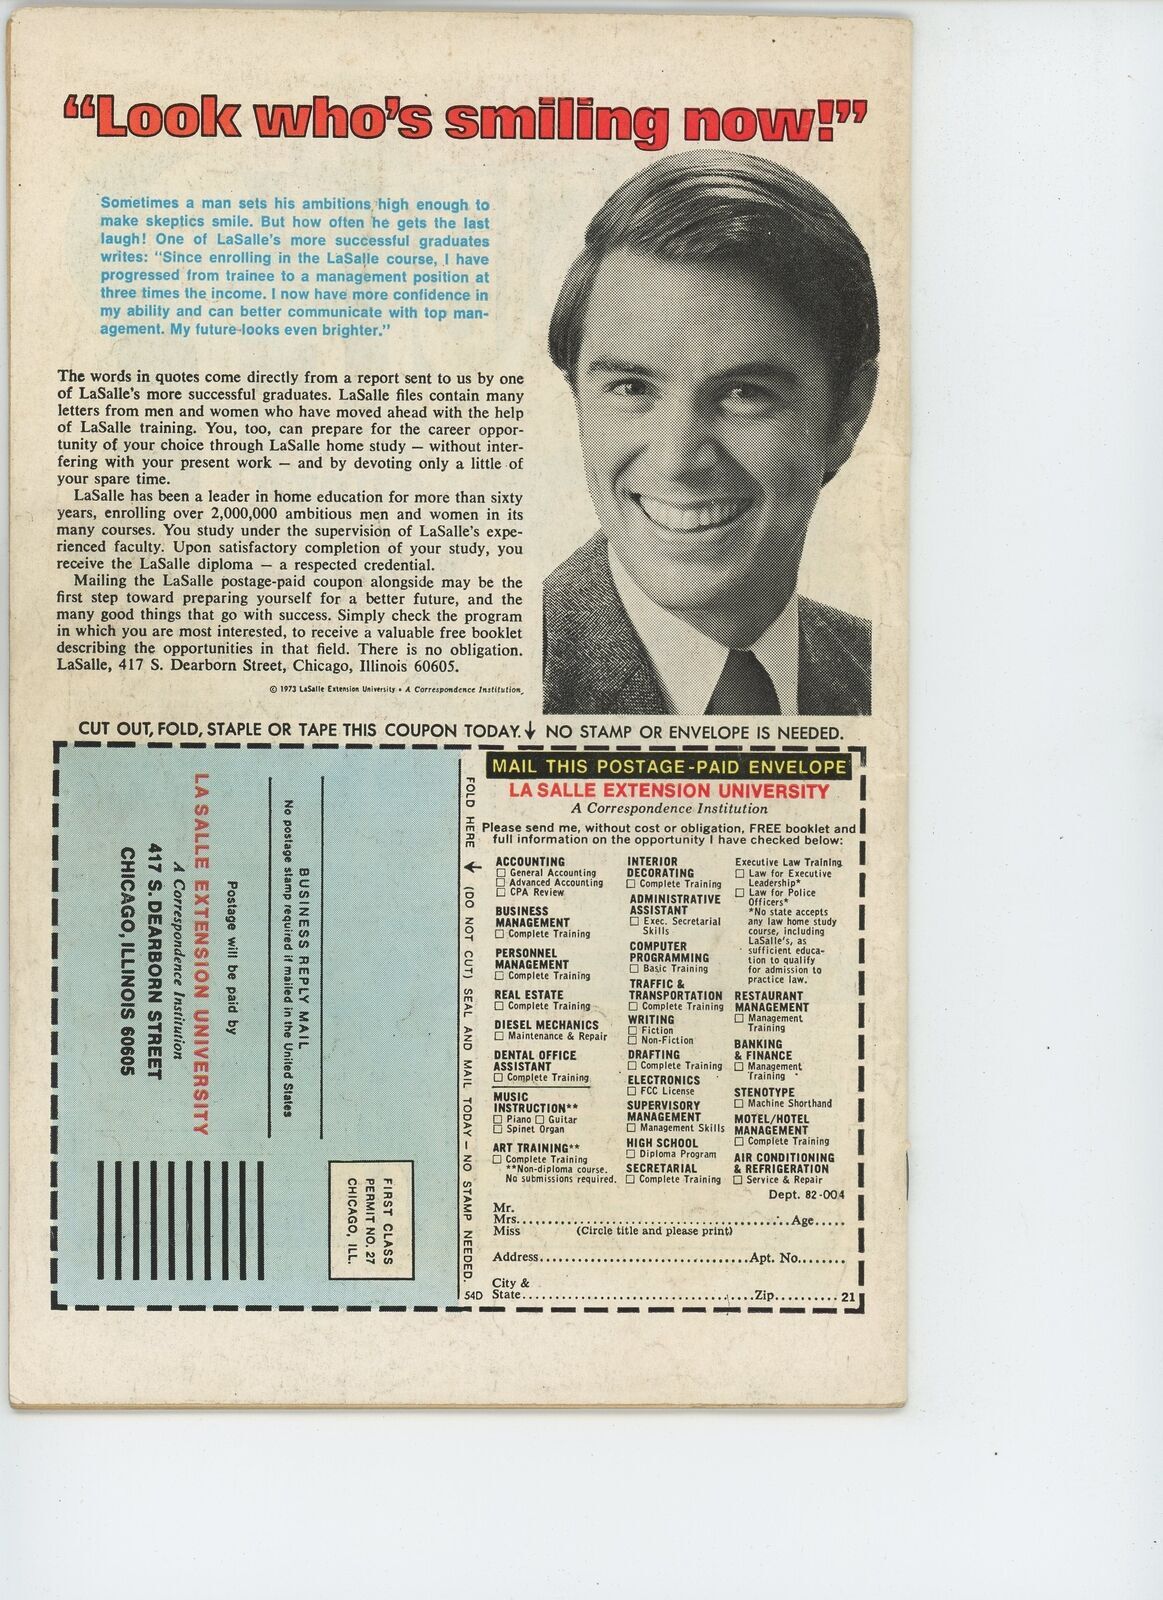 “Look who's smiling now!”
Sometimes a man sets his ambitions high enough to
make skeptics smile. But how often he gets the last
laugh! One of LaSalle's more successful graduates
writes: “Since enrolling in the LaSalle course, I have
progressed from trainee to a management position at
three times the income. I now have more confidence in
my ability and can better communicate with top man-
agement. My future looks even brighter.”
The words in quotes come directly from a report sent to us by one
of LaSalle's more successful graduates. LaSalle files contain many
letters from men and women who have moved ahead with the help
of LaSalle training. You, too, can prepare for the career oppor-
tunity of your choice through LaSalle home study — without inter-
fering with your present work — and by devoting only a little of
your spare time.
LaSalle has been a leader in home education for more than sixty
years, enrolling over 2,000,000 ambitious men and women in its
many courses. You study under the supervision of LaSalle's expe-
rienced faculty. Upon satisfactory completion of your study, you
receive the LaSalle diploma — a respected credential.
Mailing the LaSalle postage-paid coupon alongside may be the
first step toward preparing yourself for a better future, and the
many good things that go with success. Simply check the program
in which you are most interested, to receive a valuable free booklet
describing the opportunities in that field. There is no obligation.
LaSalle, 417 S. Dearborn Street, Chicago, Illinois 60605.
© 1973 LaSalle Extension University • A Correspondence Institution
CUT OUT, FOLD, STAPLE OR TAPE THIS COUPON TODAY. ↓ NO STAMP OR ENVELOPE IS NEEDED.
FIRST CLASS
PERMIT NO. 27
CHICAGO, ILL.
BUSINESS REPLY MAIL
No postage stamp required if mailed in the United States
Postage will be paid by
LA SALLE EXTENSION UNIVERSITY
A Correspondence Institution
417 S. DEARBORN STREET
CHICAGO, ILLINOIS 60605
FOLD HERE ← (DO NOT CUT) SEAL AND MAIL TODAY — NO STAMP NEEDED.
54D
MAIL THIS POSTAGE-PAID ENVELOPE
LA SALLE EXTENSION UNIVERSITY
A Correspondence Institution
Please send me, without cost or obligation, FREE booklet and
full information on the opportunity I have checked below:
ACCOUNTING
☐ General Accounting
☐ Advanced Accounting
☐ CPA Review
BUSINESS
MANAGEMENT
☐ Complete Training
PERSONNEL
MANAGEMENT
☐ Complete Training
REAL ESTATE
☐ Complete Training
DIESEL MECHANICS
☐ Maintenance & Repair
DENTAL OFFICE
ASSISTANT
☐ Complete Training
MUSIC
INSTRUCTION**
☐ Piano ☐ Guitar
☐ Spinet Organ
ART TRAINING**
☐ Complete Training
**Non-diploma course.
No submissions required.
INTERIOR
DECORATING
☐ Complete Training
ADMINISTRATIVE
ASSISTANT
☐ Exec. Secretarial
Skills
COMPUTER
PROGRAMMING
☐ Basic Training
TRAFFIC &
TRANSPORTATION
☐ Complete Training
WRITING
☐ Fiction
☐ Non-Fiction
DRAFTING
☐ Complete Training
ELECTRONICS
☐ FCC License
SUPERVISORY
MANAGEMENT
☐ Management Skills
HIGH SCHOOL
☐ Diploma Program
SECRETARIAL
☐ Complete Training
Executive Law Training
☐ Law for Executive
Leadership*
☐ Law for Police
Officers*
*No state accepts
any law home study
course, including
LaSalle's, as
sufficient educa-
tion to qualify
for admission to
practice law.
RESTAURANT
MANAGEMENT
☐ Management
Training
BANKING
& FINANCE
☐ Management
Training
STENOTYPE
☐ Machine Shorthand
MOTEL/HOTEL
MANAGEMENT
☐ Complete Training
AIR CONDITIONING
& REFRIGERATION
☐ Service & Repair
Dept. 82-004
Mr.
Mrs. Age
Miss (Circle title and please print)
Address Apt. No.
City &
State Zip 21